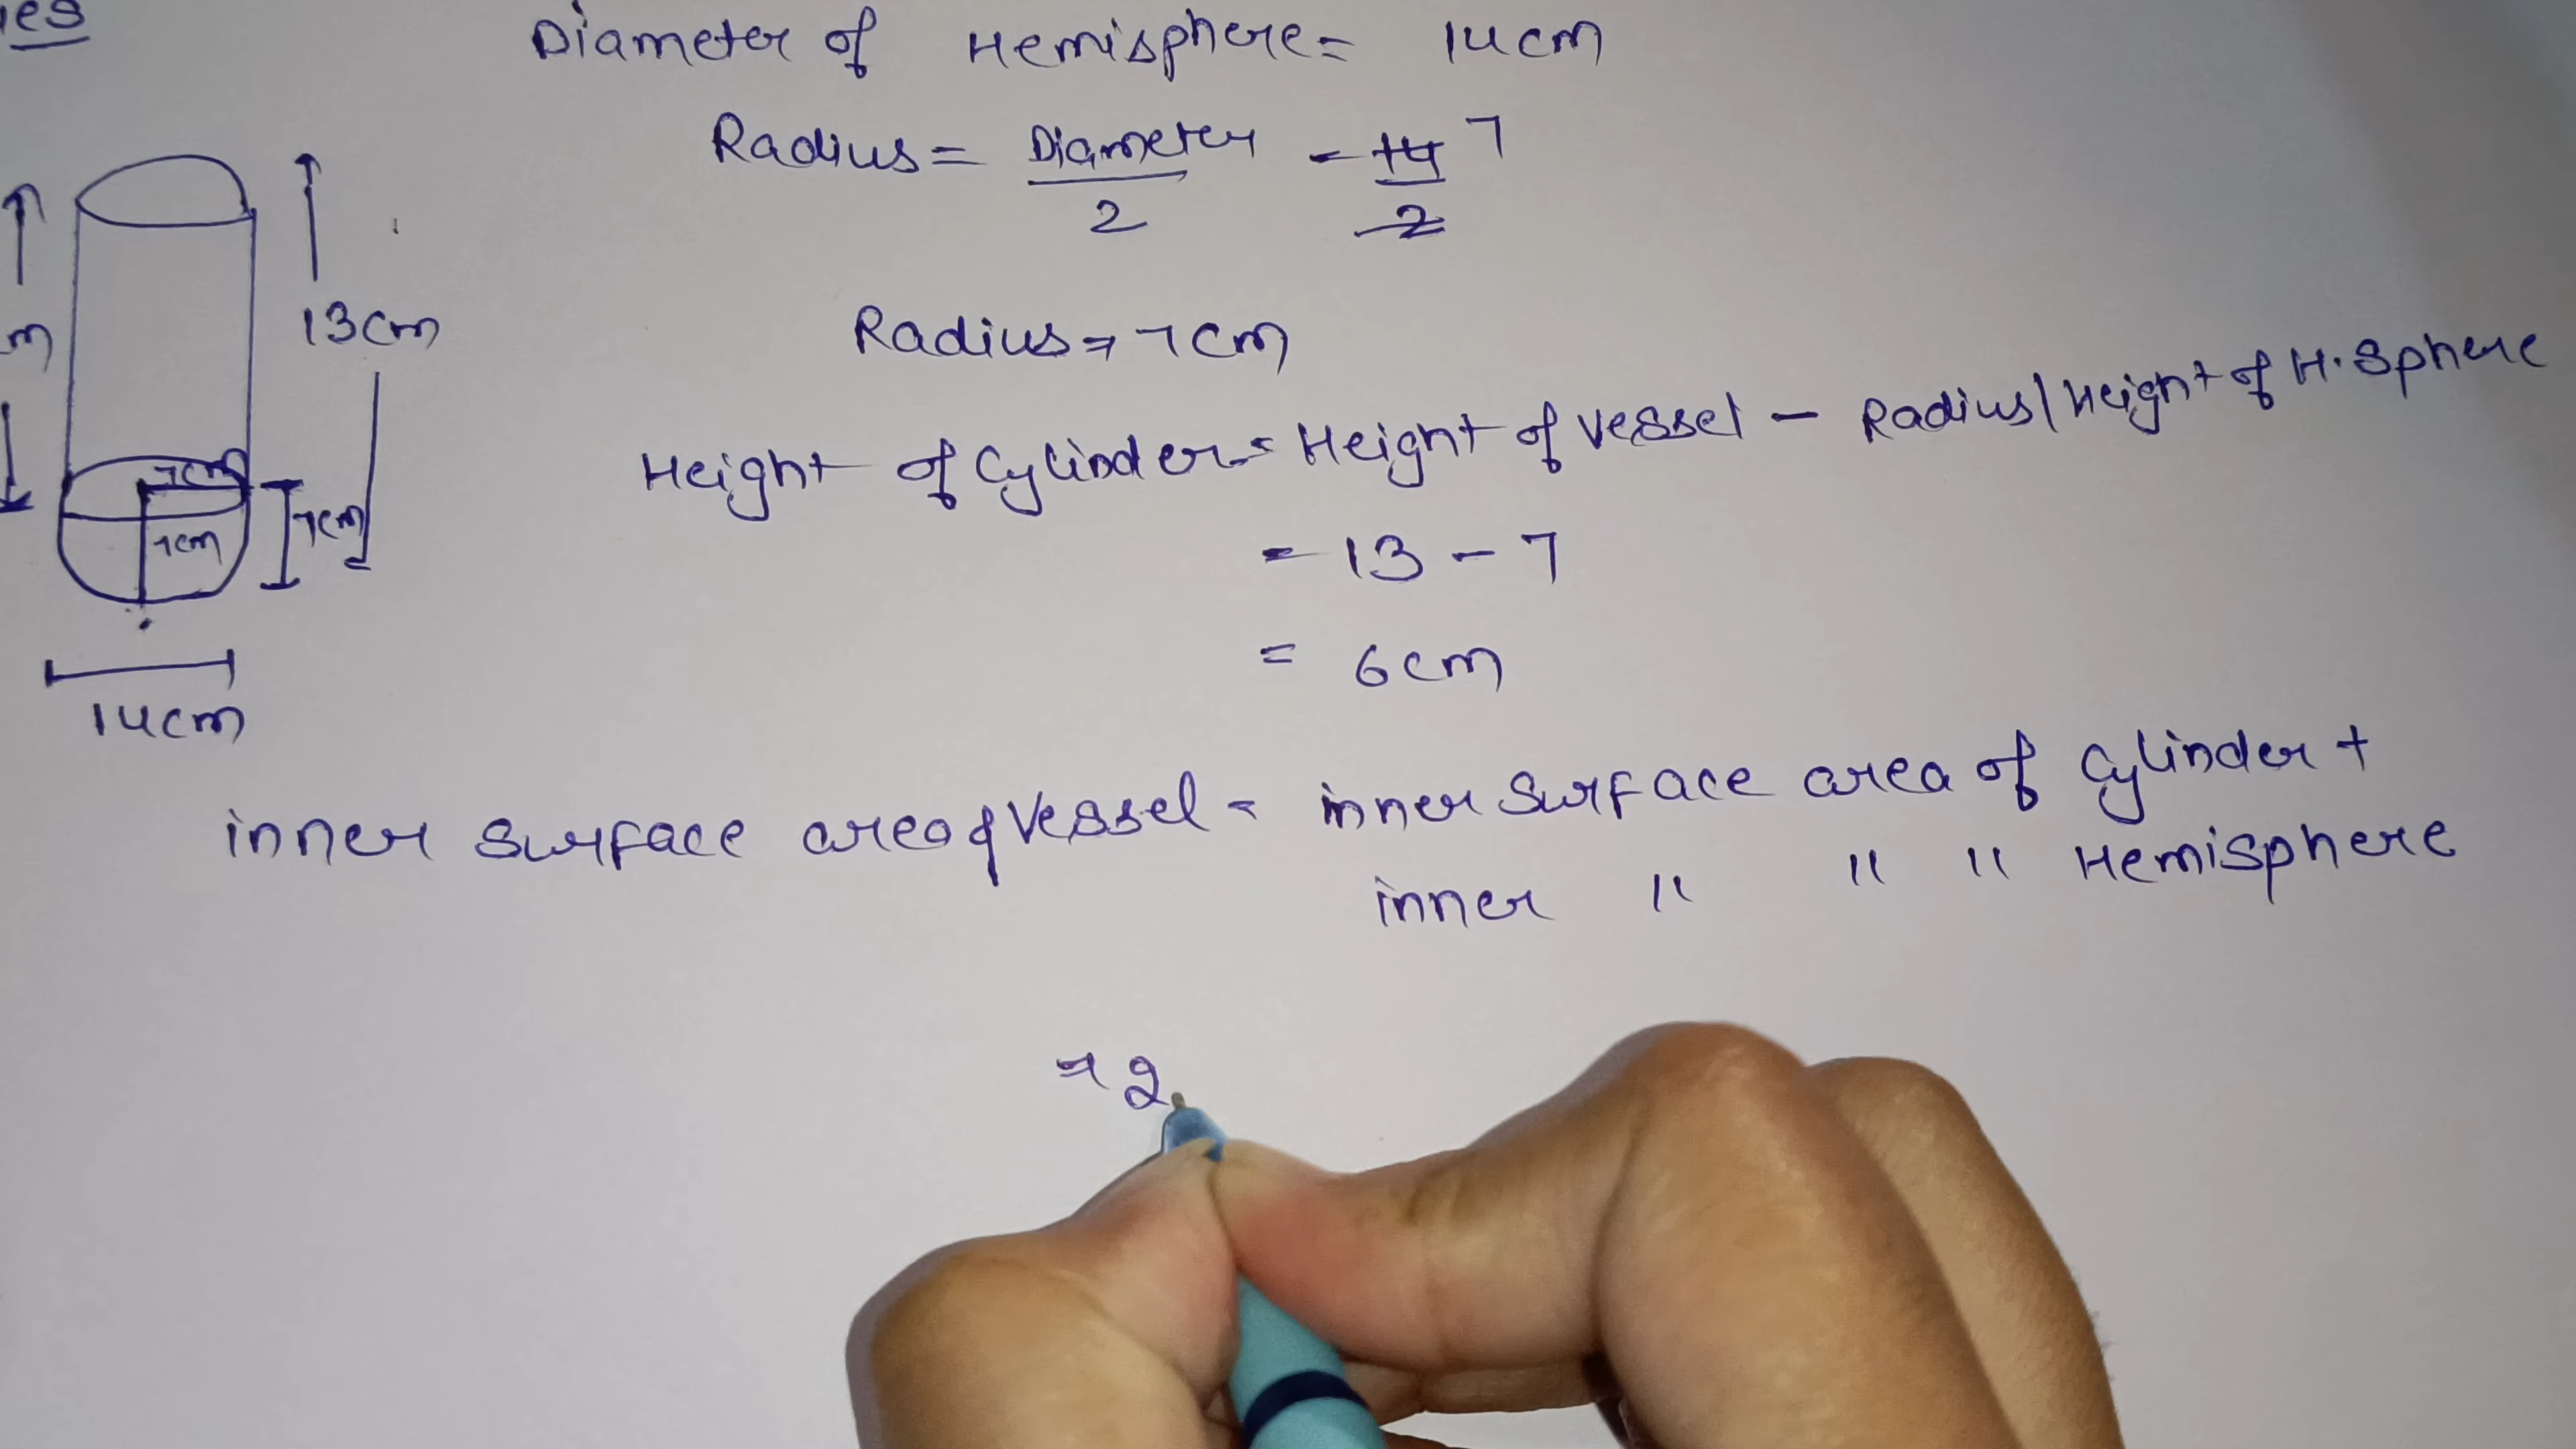 Diameter of Hemisphere = 14cm
Radius = Diameter/2 = 14/2 7
Radius = 7cm
Height of Cylinder = Height of vessel - Radius/Height of H.Sphere
= 13 - 7
= 6cm
13cm
m
7cm
7cm
7cm
14cm
inner surface area of Vessel = inner surface area of Cylinder +
inner " " " Hemisphere
= 2